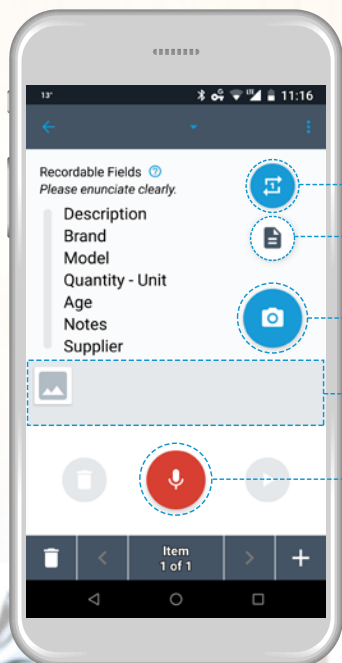 13°
11:16
Recordable Fields ?
Please enunciate clearly.
1
Description
Brand
Model
Quantity - Unit
Age
Notes
Supplier
Item
1 of 1